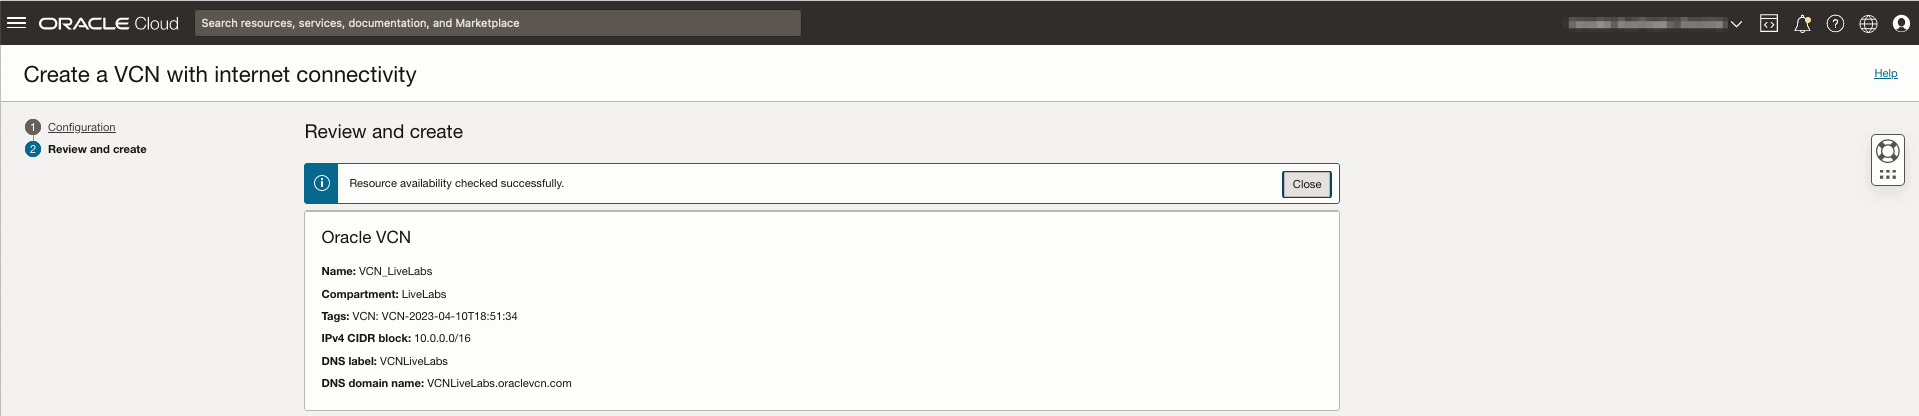 ORACLE Cloud
Search resources, services, documentation, and Marketplace
Create a VCN with internet connectivity
Help
1 Configuration
2 Review and create
Review and create
Resource availability checked successfully.
Close
Oracle VCN
Name: VCN_LiveLabs
Compartment: LiveLabs
Tags: VCN: VCN-2023-04-10T18:51:34
IPv4 CIDR block: 10.0.0.0/16
DNS label: VCNLiveLabs
DNS domain name: VCNLiveLabs.oraclevcn.com